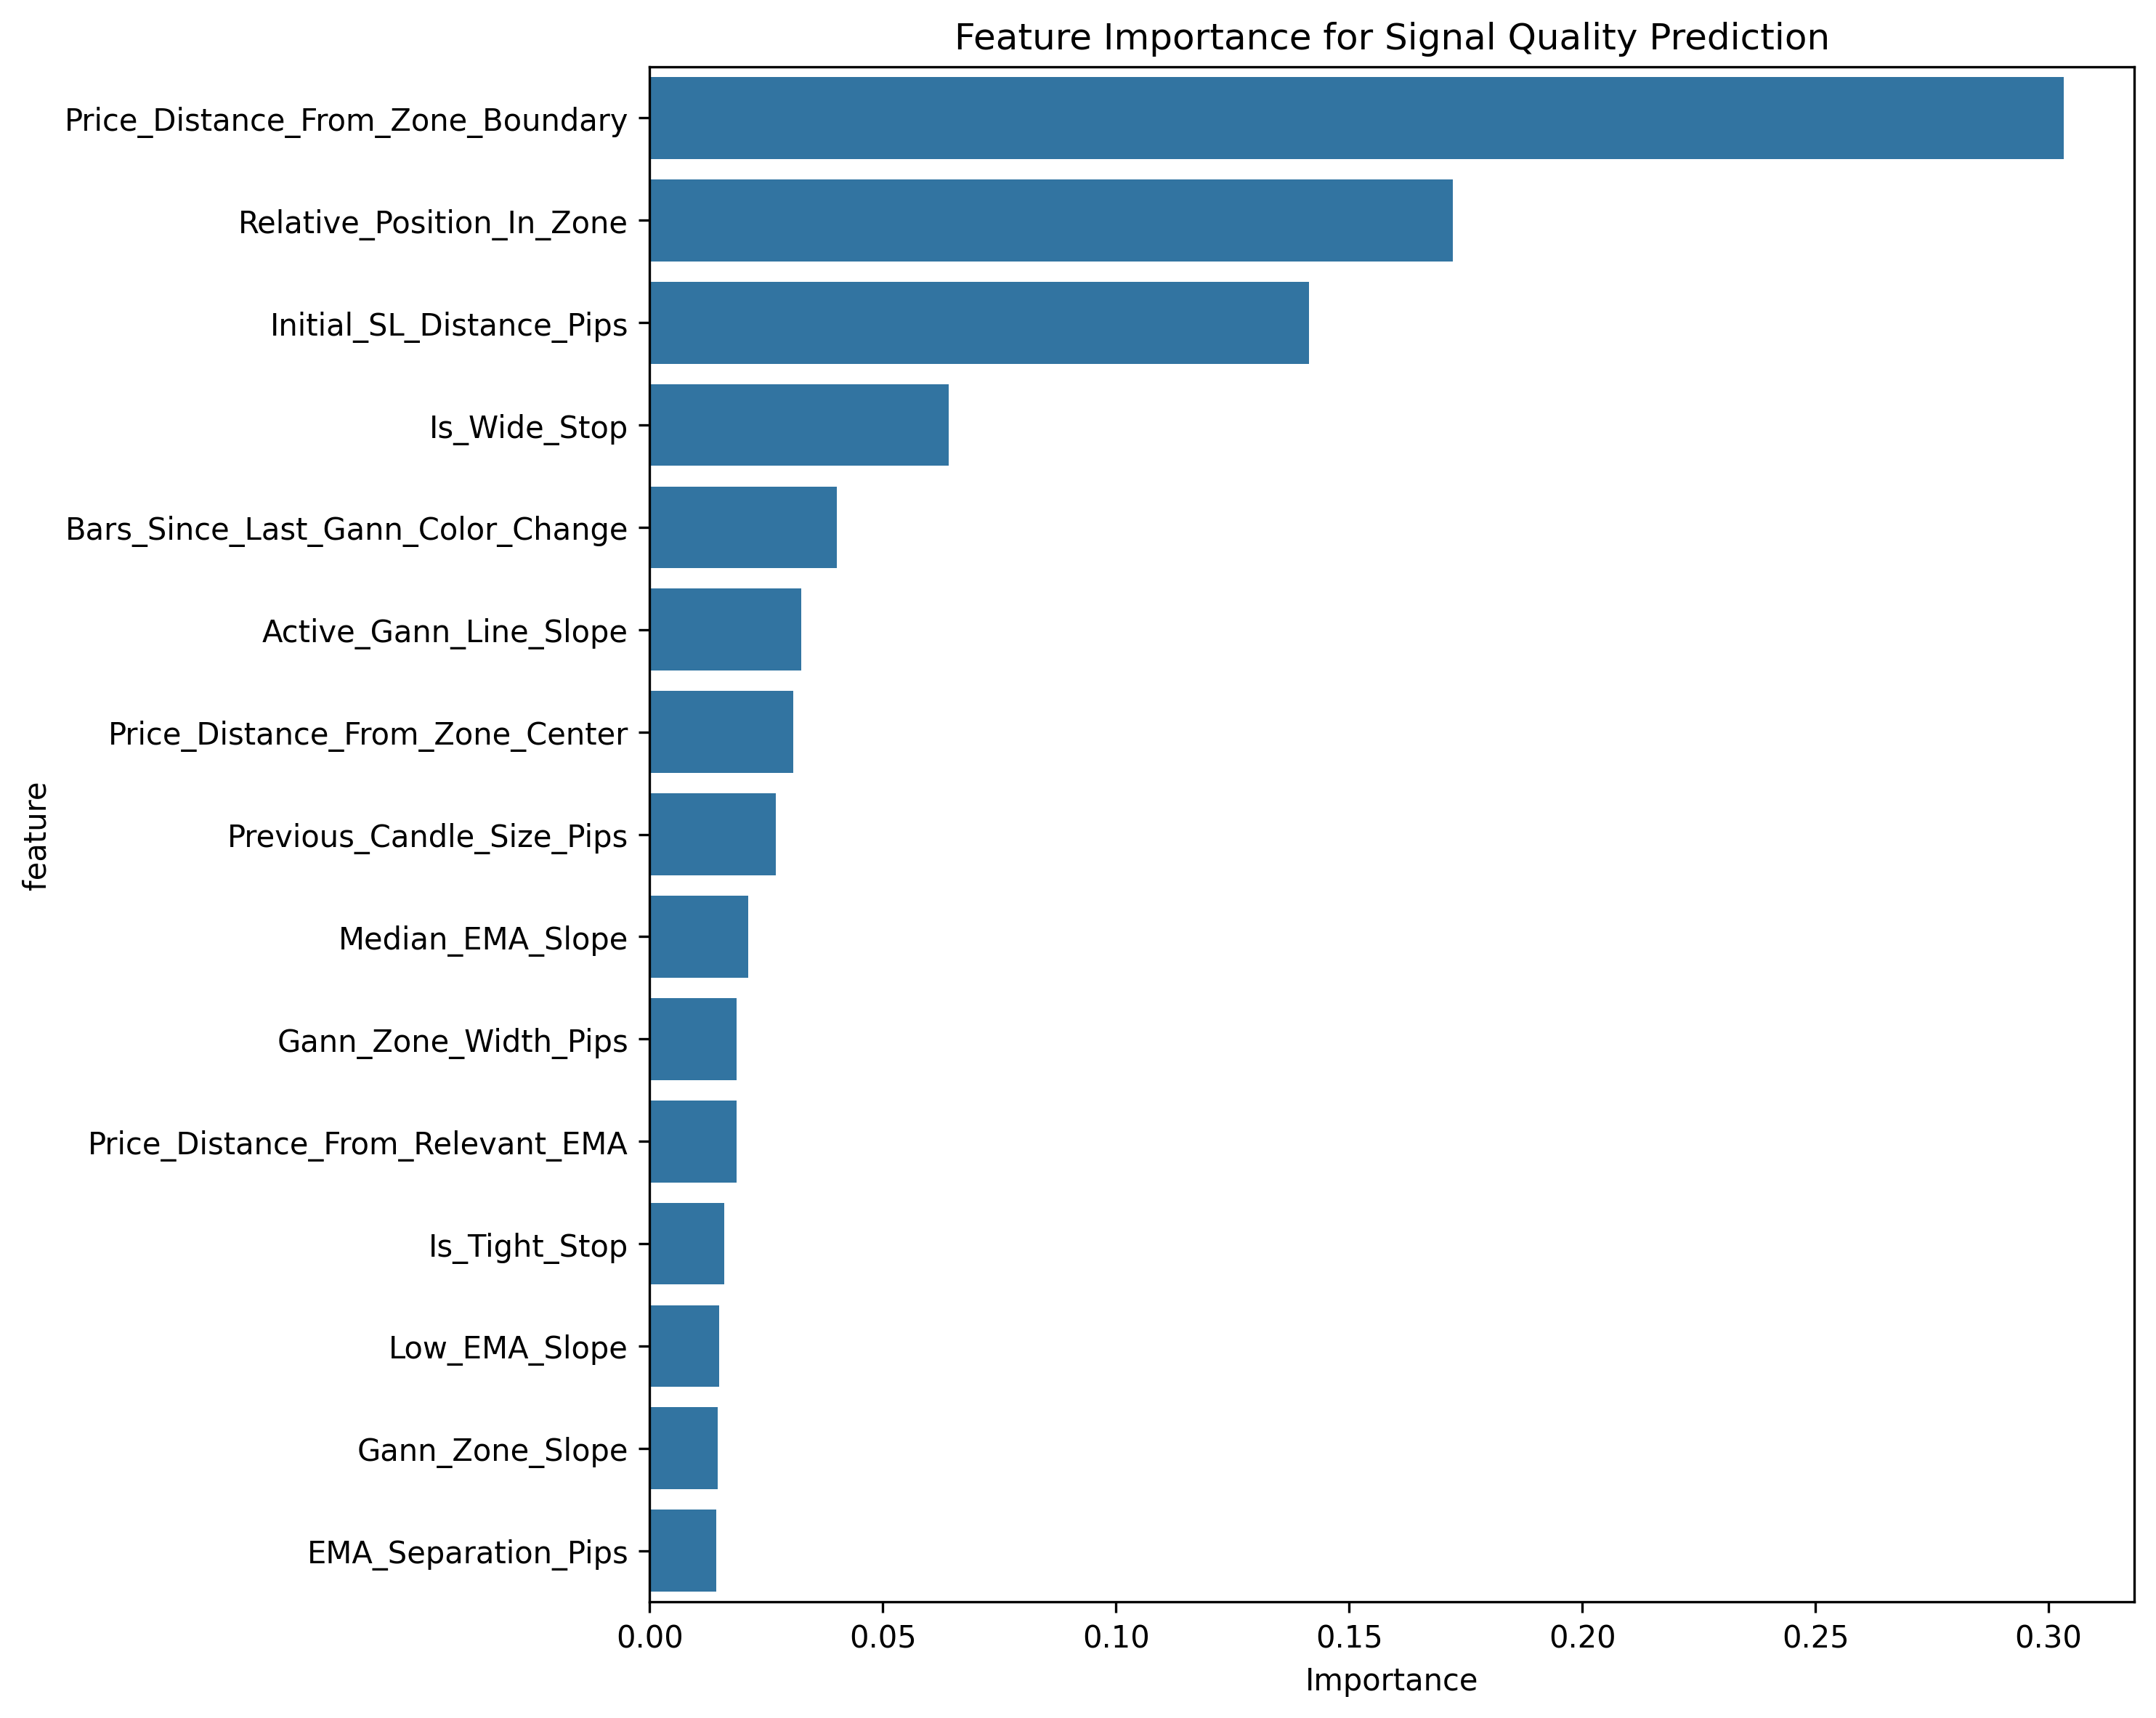 Feature Importance for Signal Quality Prediction
Price_Distance_From_Zone_Boundary
Relative_Position_In_Zone
Initial_SL_Distance_Pips
Is_Wide_Stop
Bars_Since_Last_Gann_Color_Change
Active_Gann_Line_Slope
Price_Distance_From_Zone_Center
Previous_Candle_Size_Pips
Median_EMA_Slope
Gann_Zone_Width_Pips
Price_Distance_From_Relevant_EMA
Is_Tight_Stop
Low_EMA_Slope
Gann_Zone_Slope
EMA_Separation_Pips
feature
0.00 0.05 0.10 0.15 0.20 0.25 0.30
Importance